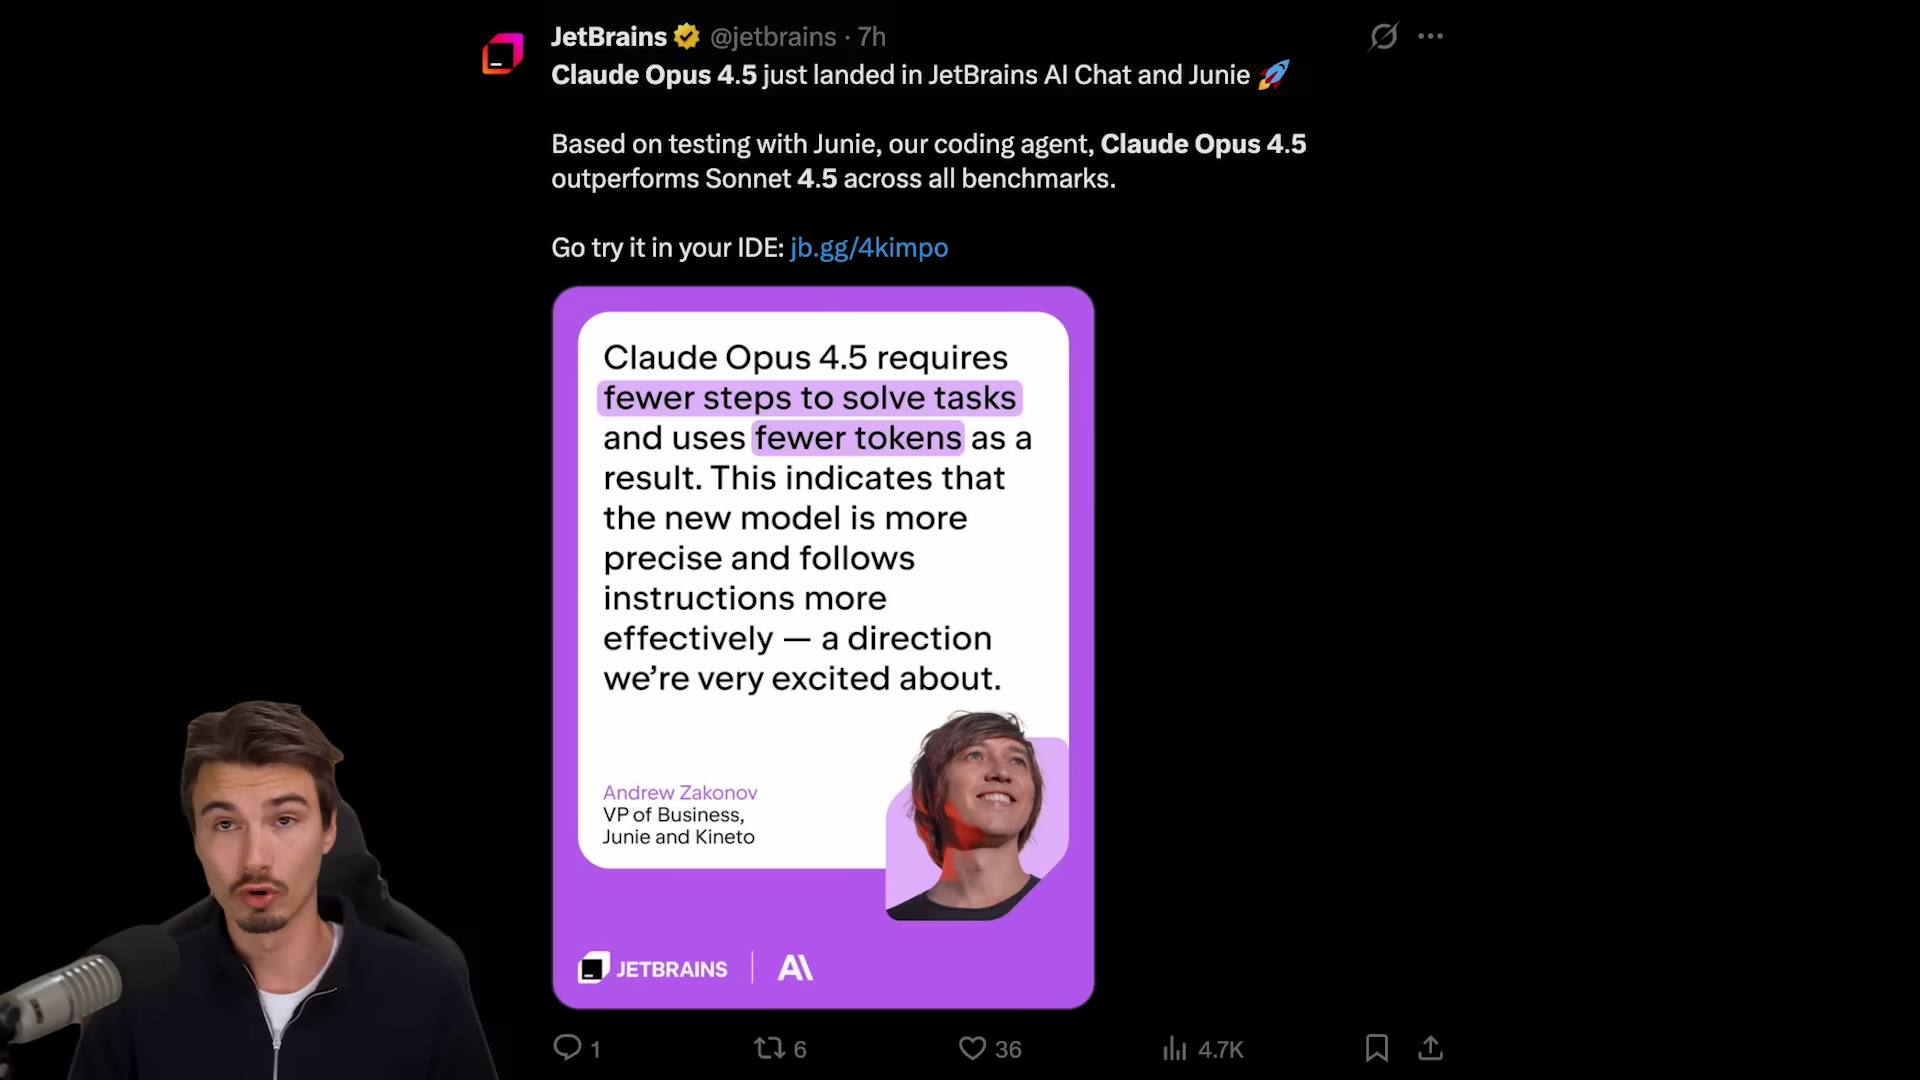 JetBrains @jetbrains · 7h
Claude Opus 4.5 just landed in JetBrains AI Chat and Junie 🚀
Based on testing with Junie, our coding agent, Claude Opus 4.5
outperforms Sonnet 4.5 across all benchmarks.
Go try it in your IDE: jb.gg/4kimpo
Claude Opus 4.5 requires
fewer steps to solve tasks
and uses fewer tokens as a
result. This indicates that
the new model is more
precise and follows
instructions more
effectively — a direction
we’re very excited about.
Andrew Zakonov
VP of Business,
Junie and Kineto
JETBRAINS | A\
1 6 36 4.7K